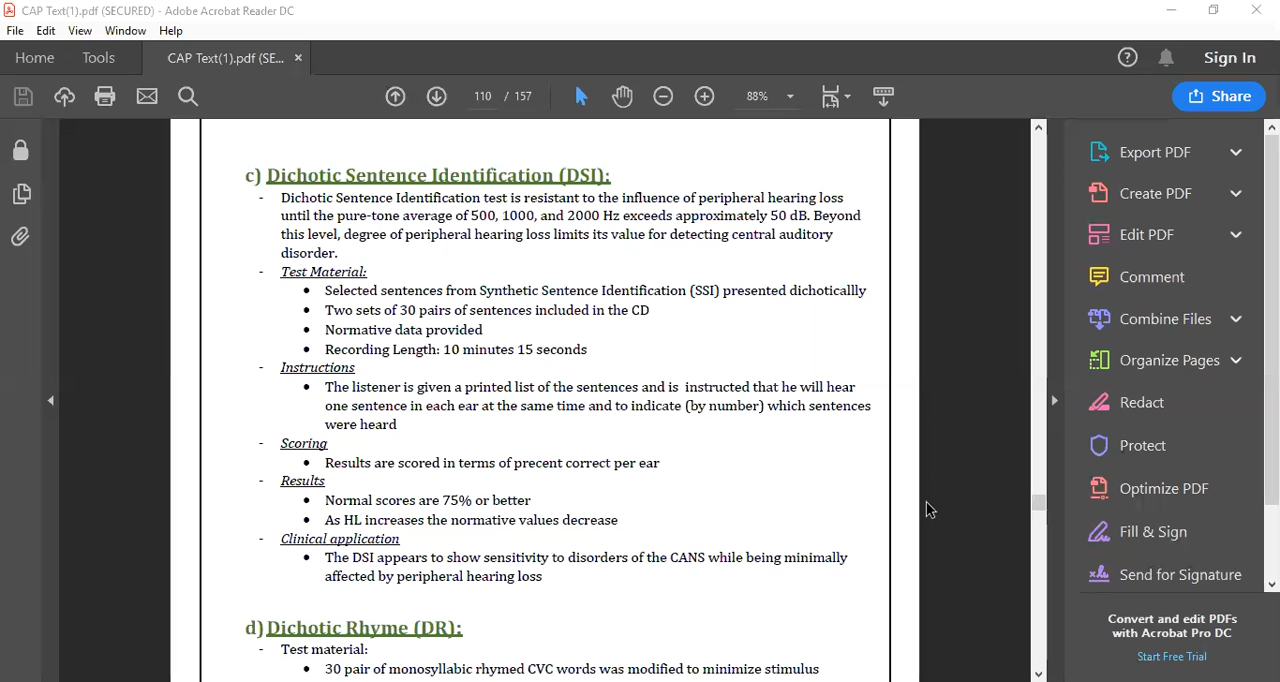 CAP Text(1).pdf (SECURED) - Adobe Acrobat Reader DC
File Edit View Window Help
Home Tools CAP Text(1).pdf (SE... × Sign In
110 / 157 88% Share
c) Dichotic Sentence Identification (DSI):
- Dichotic Sentence Identification test is resistant to the influence of peripheral hearing loss
until the pure-tone average of 500, 1000, and 2000 Hz exceeds approximately 50 dB. Beyond
this level, degree of peripheral hearing loss limits its value for detecting central auditory
disorder.
- Test Material:
• Selected sentences from Synthetic Sentence Identification (SSI) presented dichoticallly
• Two sets of 30 pairs of sentences included in the CD
• Normative data provided
• Recording Length: 10 minutes 15 seconds
- Instructions
• The listener is given a printed list of the sentences and is instructed that he will hear
one sentence in each ear at the same time and to indicate (by number) which sentences
were heard
- Scoring
• Results are scored in terms of precent correct per ear
- Results
• Normal scores are 75% or better
• As HL increases the normative values decrease
- Clinical application
• The DSI appears to show sensitivity to disorders of the CANS while being minimally
affected by peripheral hearing loss
d) Dichotic Rhyme (DR):
- Test material:
• 30 pair of monosyllabic rhymed CVC words was modified to minimize stimulus
Export PDF
Create PDF
Edit PDF
Comment
Combine Files
Organize Pages
Redact
Protect
Optimize PDF
Fill & Sign
Send for Signature
Convert and edit PDFs
with Acrobat Pro DC
Start Free Trial